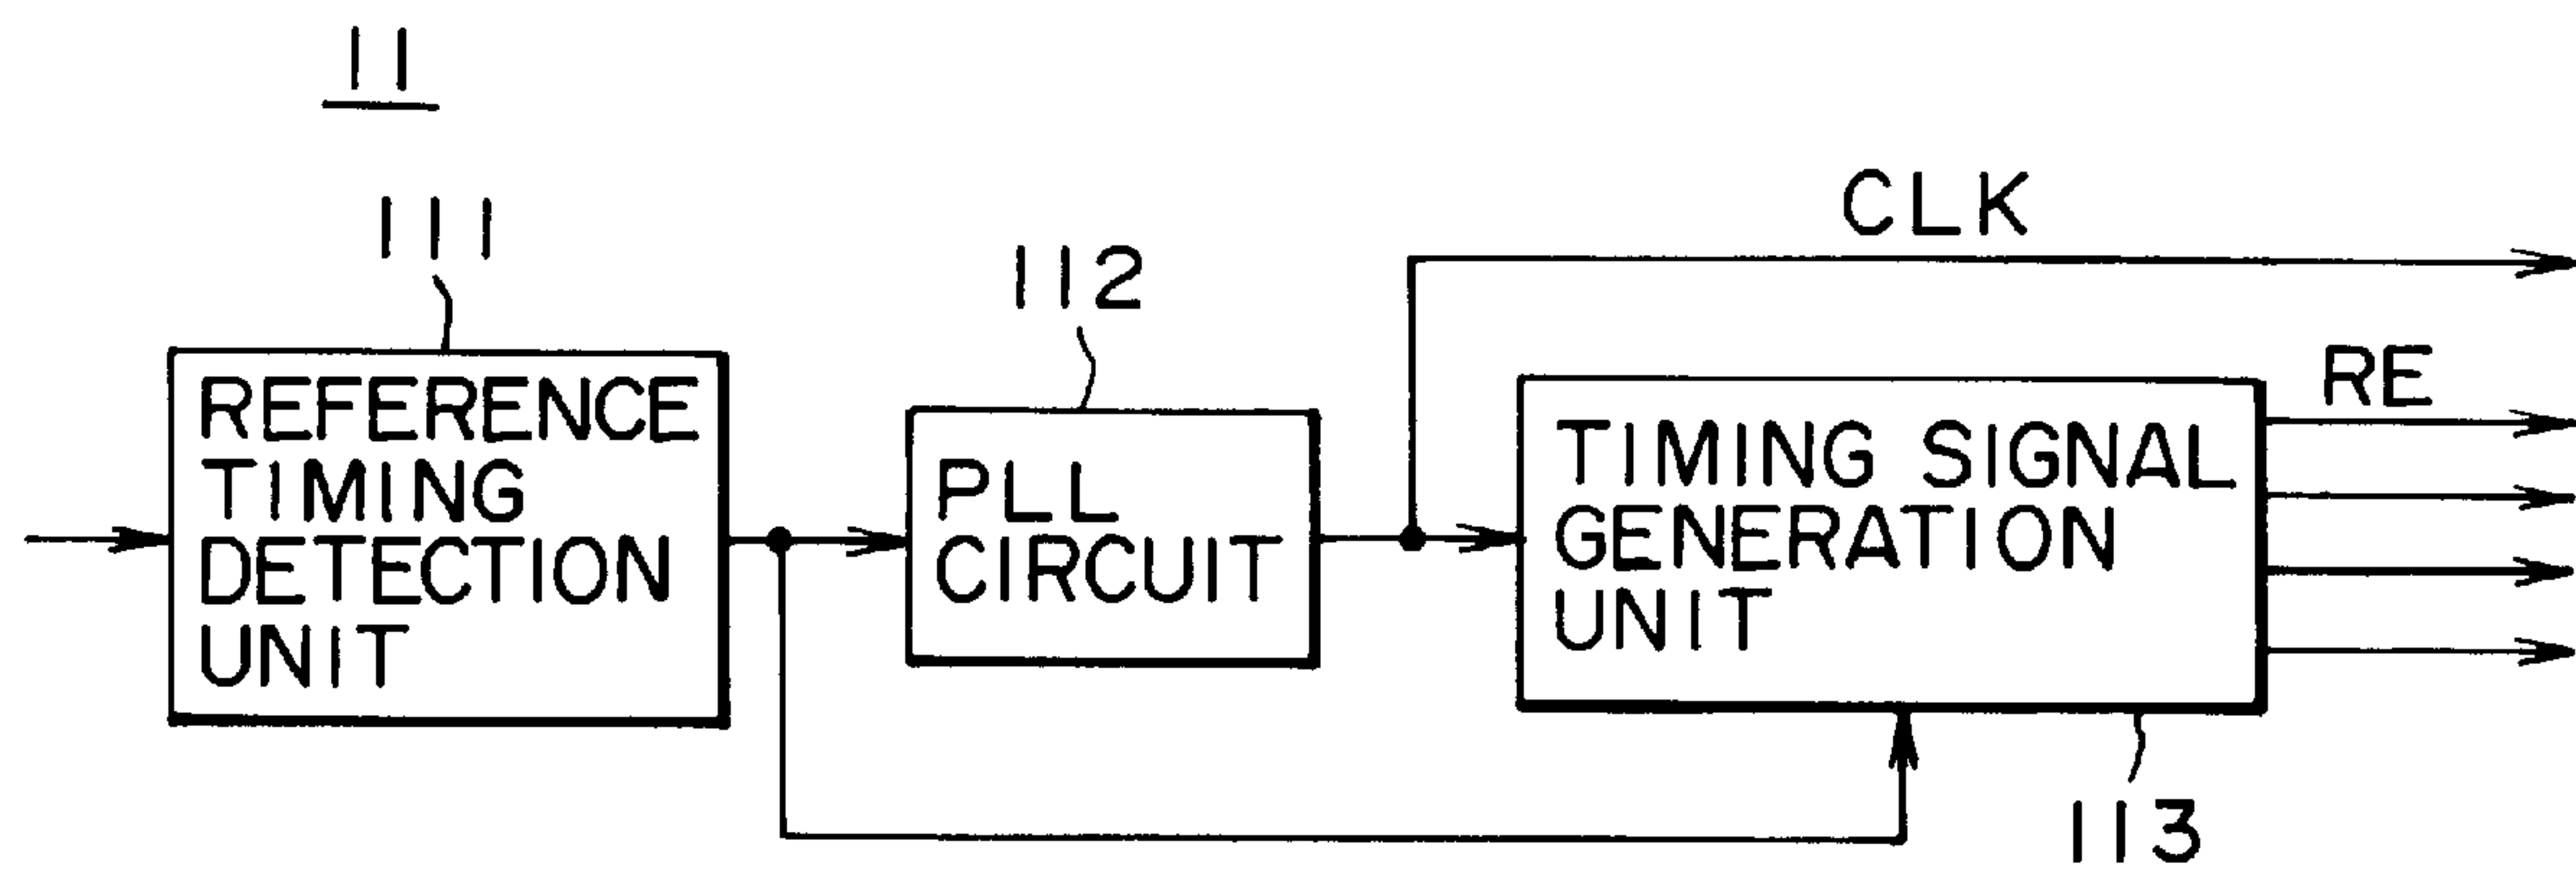 11
111
112
CLK
RE
REFERENCE
TIMING
DETECTION
UNIT
PLL
CIRCUIT
TIMING SIGNAL
GENERATION
UNIT
113